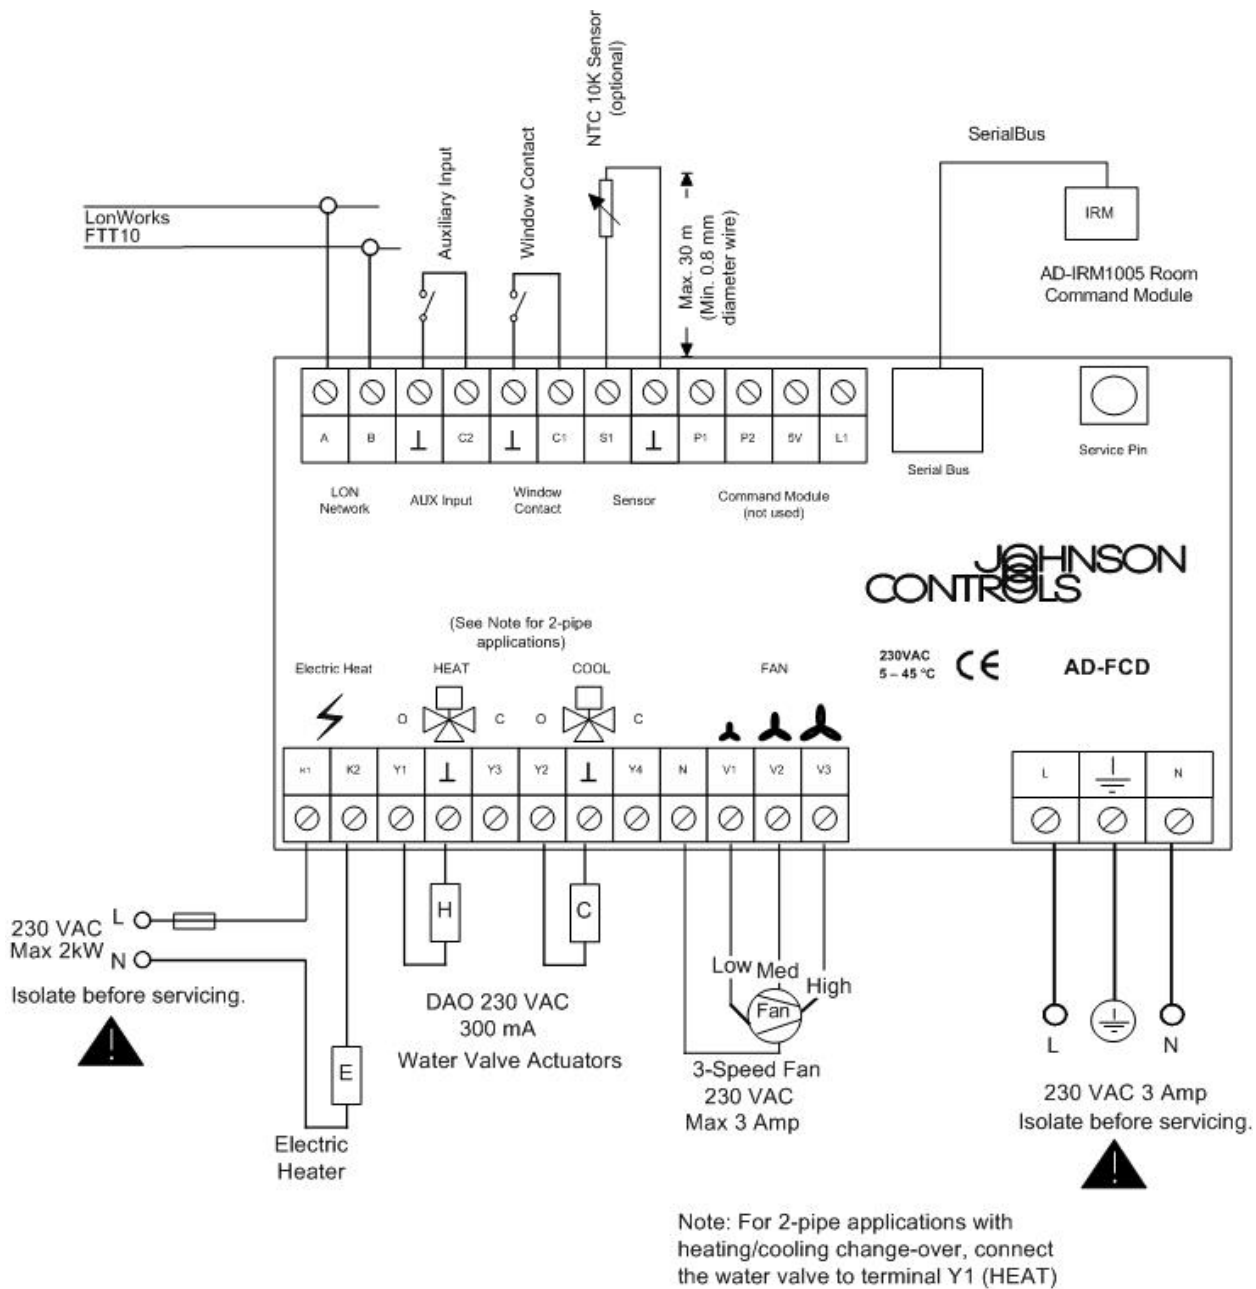 NTC 10K Sensor
(optional)
SerialBus
LonWorks
FTT10
Auxiliary Input
Window Contact
Max. 30 m
(Min. 0.8 mm
diameter wire)
IRM
AD-IRM1005 Room
Command Module
A B ⊥ C2 ⊥ C1 S1 ⊥ P1 P2 5V L1
Serial Bus
Service Pin
LON
Network
AUX Input
Window
Contact
Sensor
Command Module
(not used)
JOHNSON
CONTROLS
(See Note for 2-pipe
applications)
Electric Heat
HEAT
COOL
FAN
230VAC
5 – 45 °C
CE
AD-FCD
O C O C
K1 K2 Y1 ⊥ Y3 Y2 ⊥ Y4 N V1 V2 V3
L N
230 VAC
Max 2kW
L
N
Isolate before servicing.
!
H
C
DAO 230 VAC
300 mA
Water Valve Actuators
E
Electric
Heater
Low Med High
Fan
3-Speed Fan
230 VAC
Max 3 Amp
L N
230 VAC 3 Amp
Isolate before servicing.
!
Note: For 2-pipe applications with
heating/cooling change-over, connect
the water valve to terminal Y1 (HEAT)